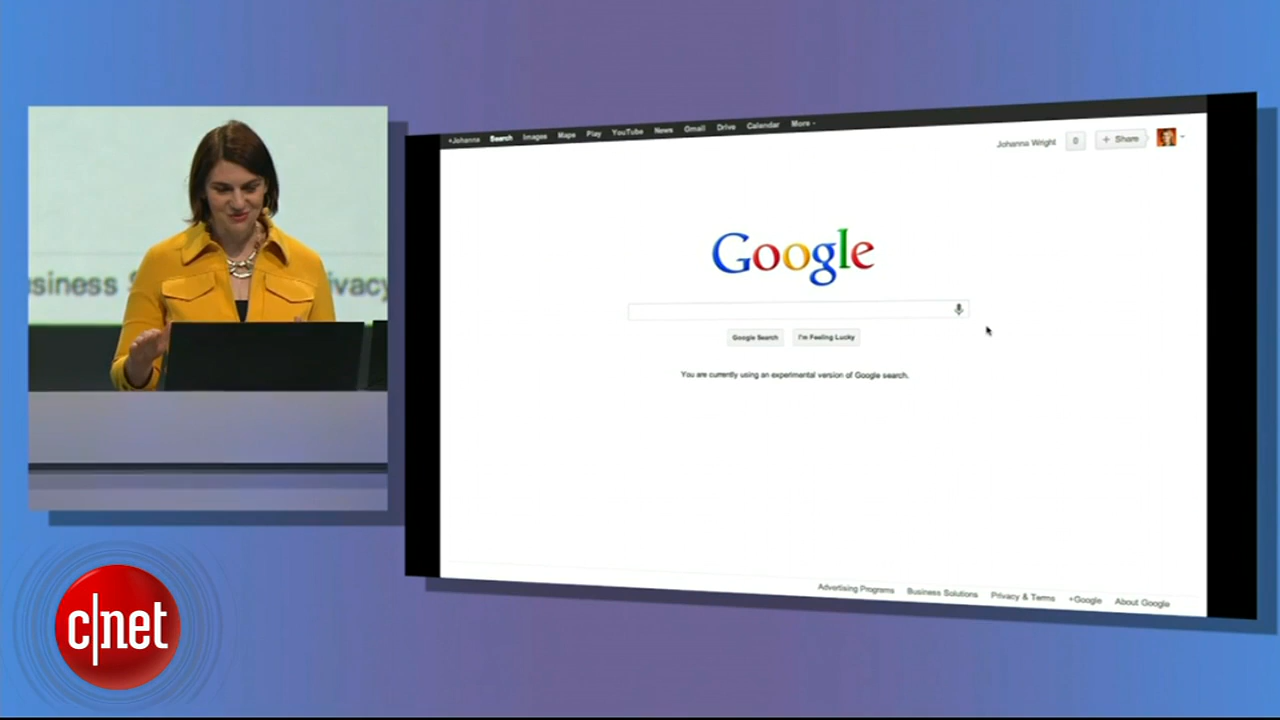 +Johanna Search Images Maps Play YouTube News Gmail Drive Calendar More
Johanna Wright 0 + Share
Google
Google Search I'm Feeling Lucky
You are currently using an experimental version of Google search.
Advertising Programs Business Solutions Privacy & Terms +Google About Google
siness S ivacy
c|net